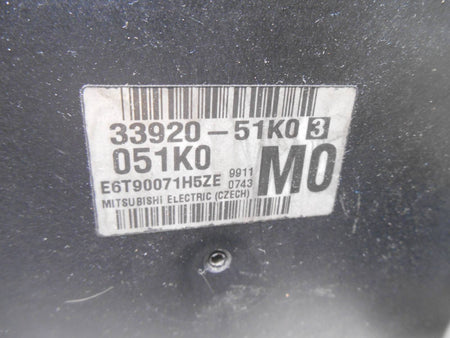 33920-51K0 3
051K0 M0
E6T90071H5ZE 9911
0743
MITSUBISHI ELECTRIC (CZECH)